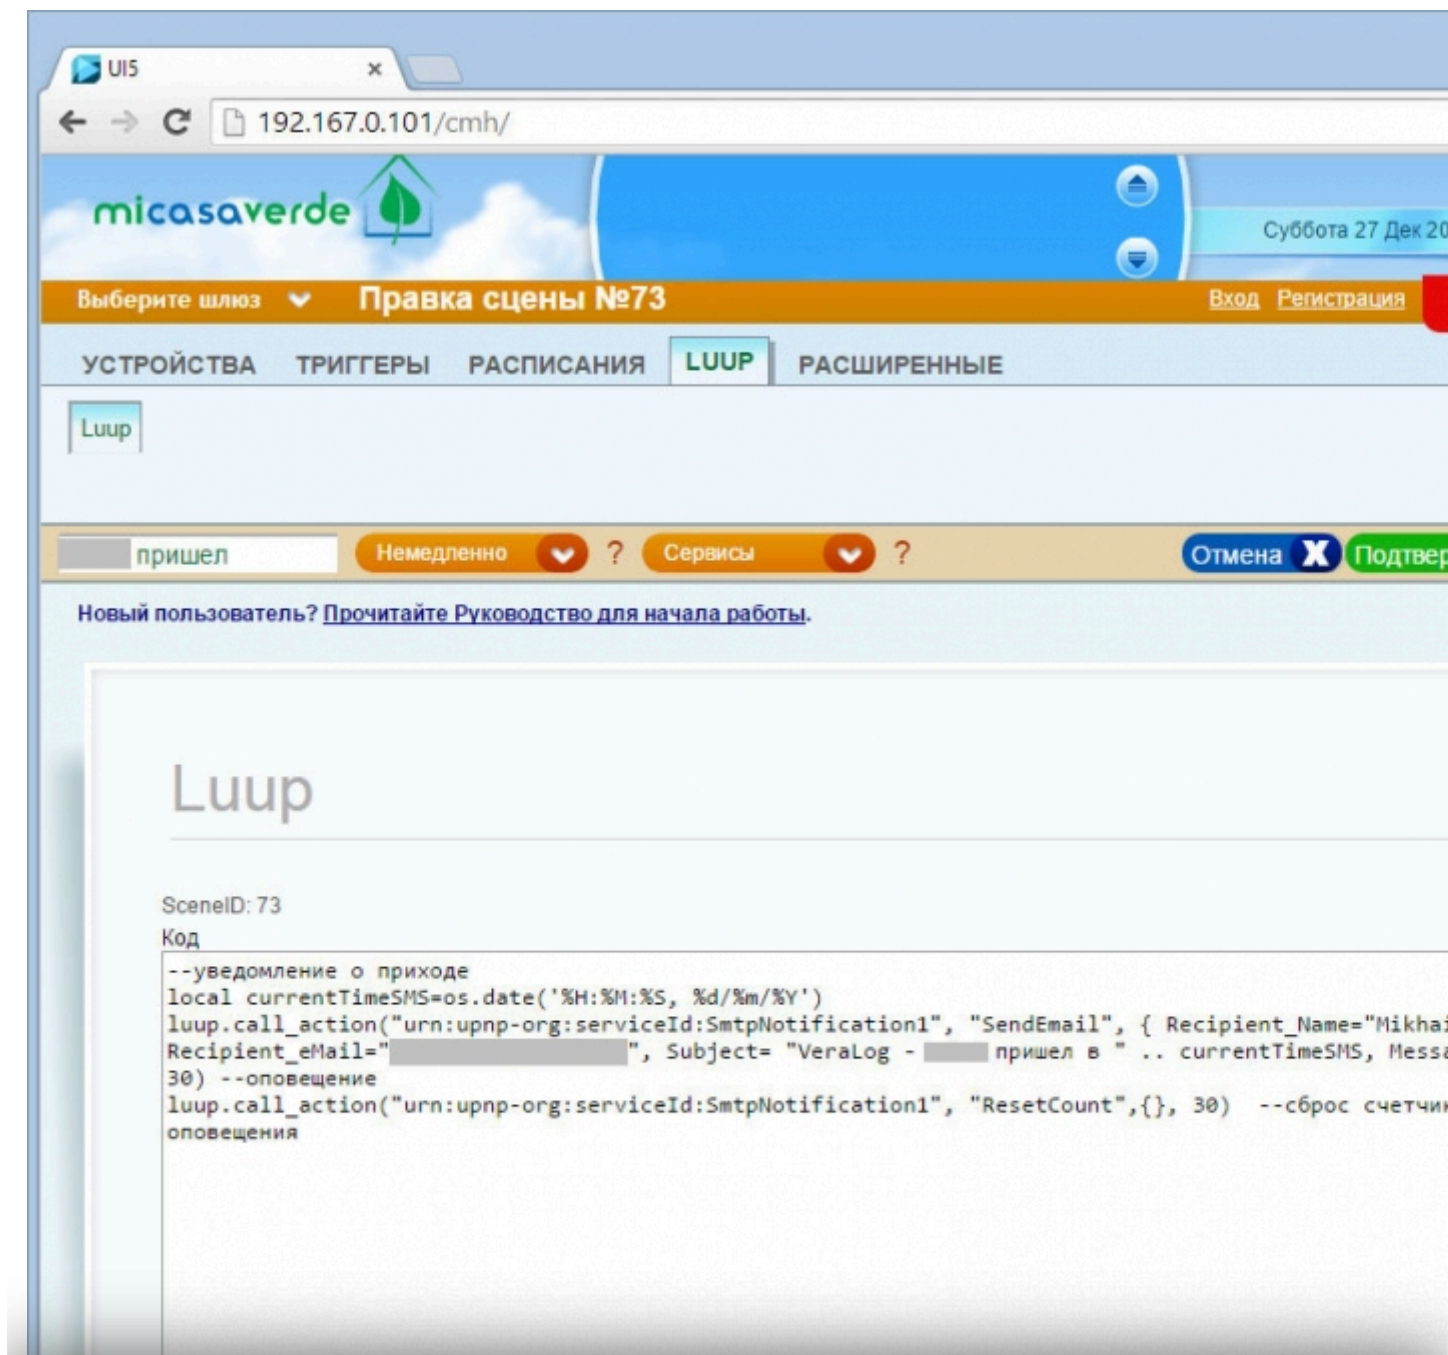 UI5
192.167.0.101/cmh/
micasaverde
Суббота 27 Дек 20
Выберите шлюз Правка сцены №73 Вход Регистрация
УСТРОЙСТВА ТРИГГЕРЫ РАСПИСАНИЯ LUUP РАСШИРЕННЫЕ
Luup
пришел Немедленно ? Сервисы ? Отмена X Подтвер
Новый пользователь? Прочитайте Руководство для начала работы.
Luup
SceneID: 73
Код
--уведомление о приходе
local currentTimeSMS=os.date('%H:%M:%S, %d/%m/%Y')
luup.call_action("urn:upnp-org:serviceId:SmtpNotification1", "SendEmail", { Recipient_Name="Mikhai
Recipient_eMail=" ", Subject= "VeraLog - пришел в " .. currentTimeSMS, Messa
30) --оповещение
luup.call_action("urn:upnp-org:serviceId:SmtpNotification1", "ResetCount",{}, 30) --сброс счетчик
оповещения